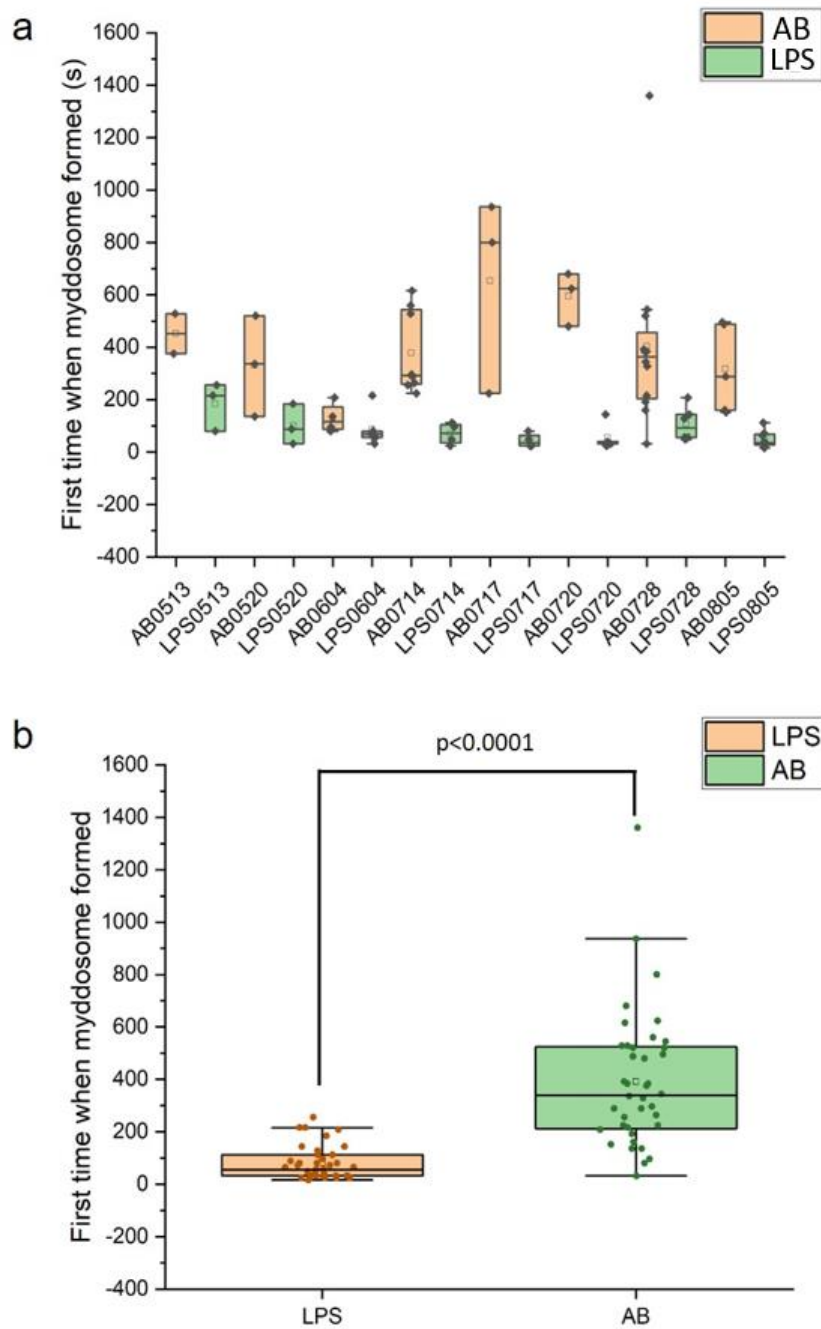 a
AB
LPS
First time when myddosome formed (s)
1600
1400
1200
1000
800
600
400
200
0
-200
-400
AB0513
LPS0513
AB0520
LPS0520
AB0604
LPS0604
AB0714
LPS0714
AB0717
LPS0717
AB0720
LPS0720
AB0728
LPS0728
AB0805
LPS0805
b
LPS
AB
p<0.0001
First time when myddosome formed
1600
1400
1200
1000
800
600
400
200
0
-200
-400
LPS
AB